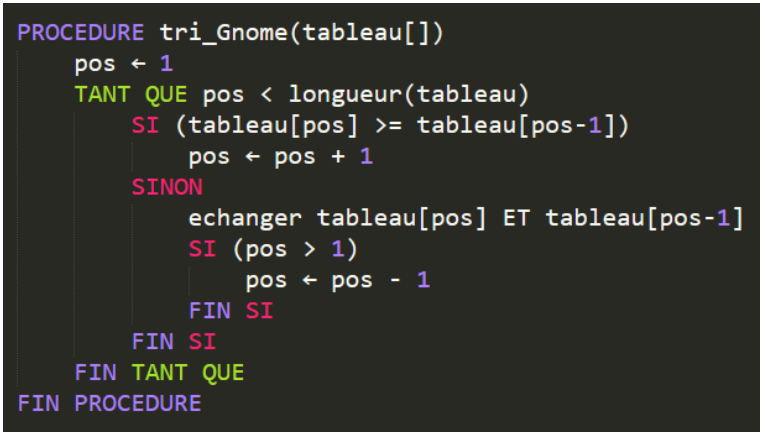 PROCEDURE tri_Gnome(tableau[])
pos ← 1
TANT QUE pos < longueur(tableau)
SI (tableau[pos] >= tableau[pos-1])
pos ← pos + 1
SINON
echanger tableau[pos] ET tableau[pos-1]
SI (pos > 1)
pos ← pos - 1
FIN SI
FIN SI
FIN TANT QUE
FIN PROCEDURE